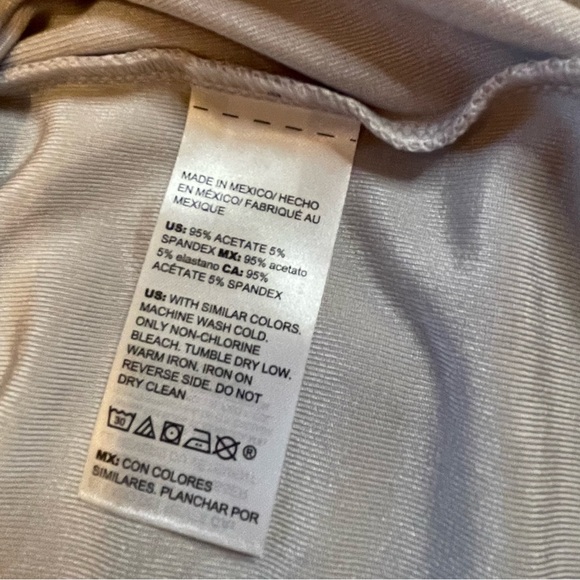 MADE IN MEXICO/ HECHO
EN MÉXICO/ FABRIQUÉ AU
MEXIQUE
US: 95% ACETATE 5%
SPANDEX MX: 95% acetato
5% elastano CA: 95%
ACÉTATE 5% SPANDEX
US: WITH SIMILAR COLORS.
MACHINE WASH COLD.
ONLY NON-CHLORINE
BLEACH. TUMBLE DRY LOW.
WARM IRON. IRON ON
REVERSE SIDE. DO NOT
DRY CLEAN
30 ®
MX: CON COLORES
SIMILARES. PLANCHAR POR